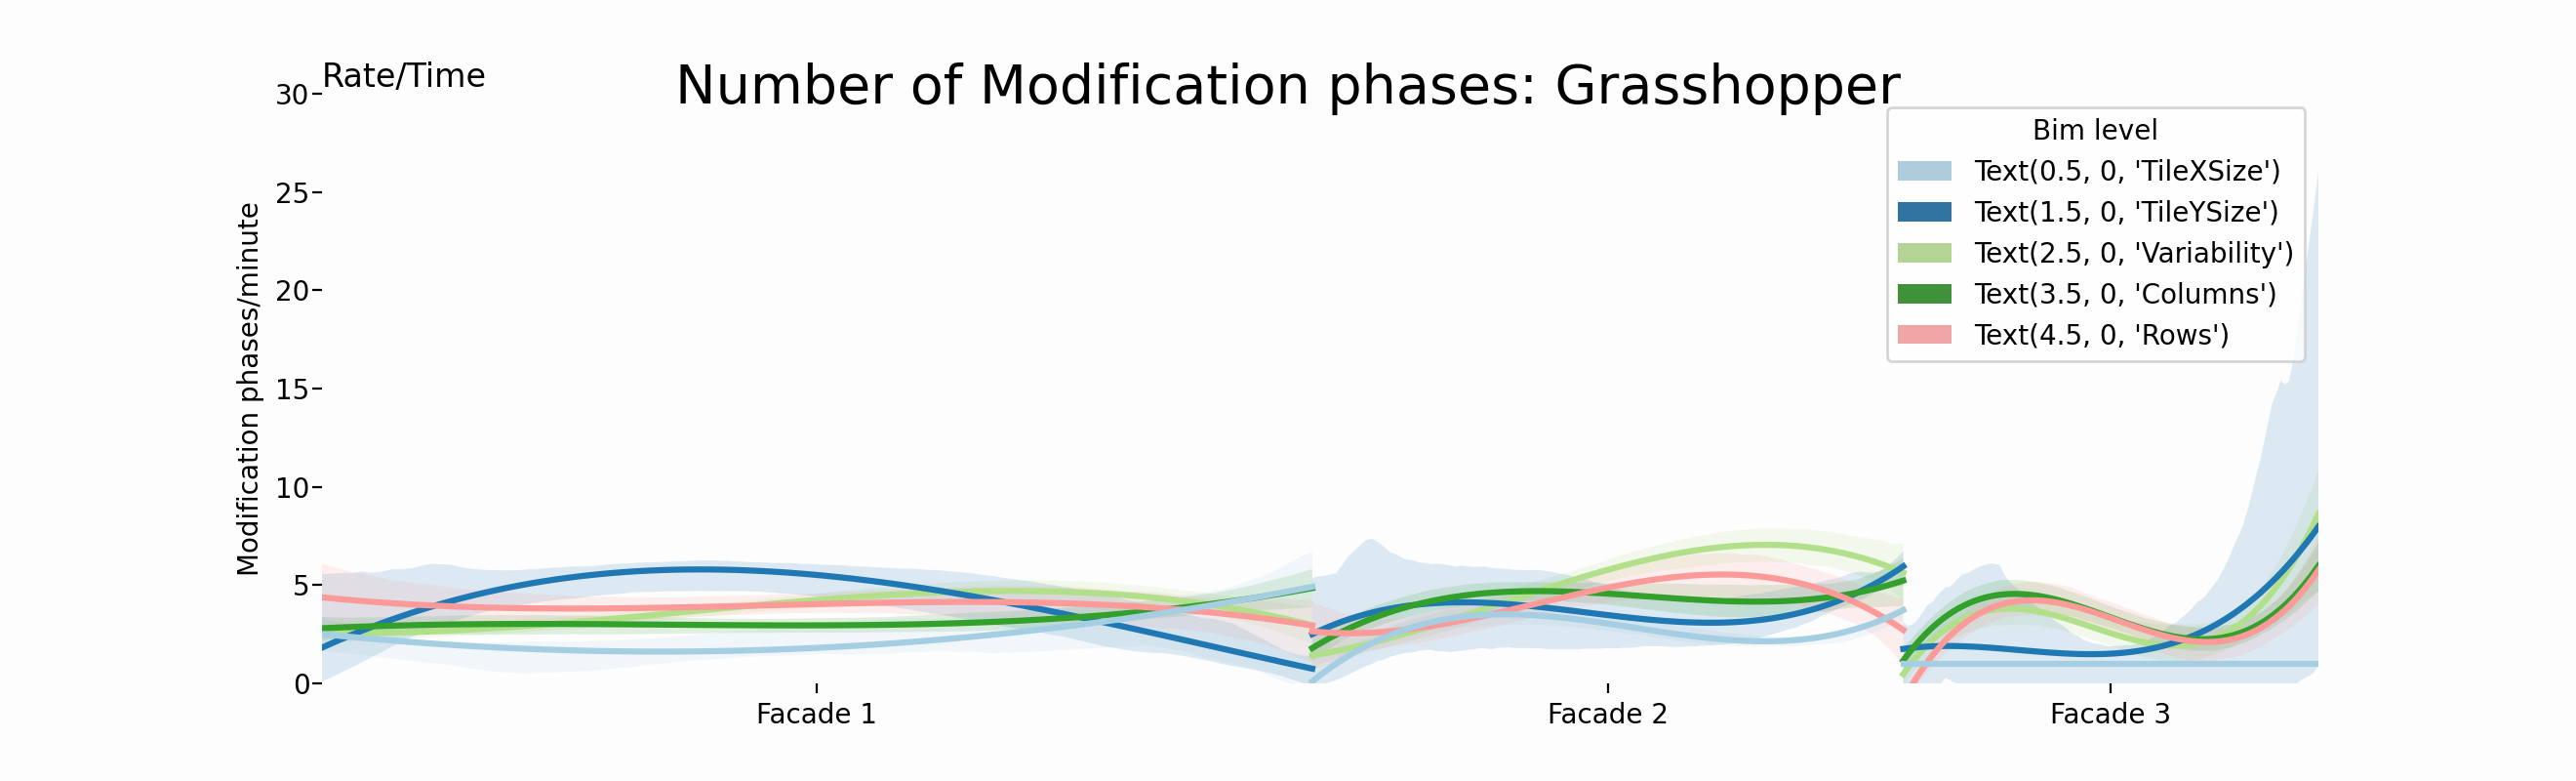 Rate/Time
Number of Modification phases: Grasshopper
Modification phases/minute
30
25
20
15
10
5
0
Bim level
Text(0.5, 0, 'TileXSize')
Text(1.5, 0, 'TileYSize')
Text(2.5, 0, 'Variability')
Text(3.5, 0, 'Columns')
Text(4.5, 0, 'Rows')
Facade 1
Facade 2
Facade 3